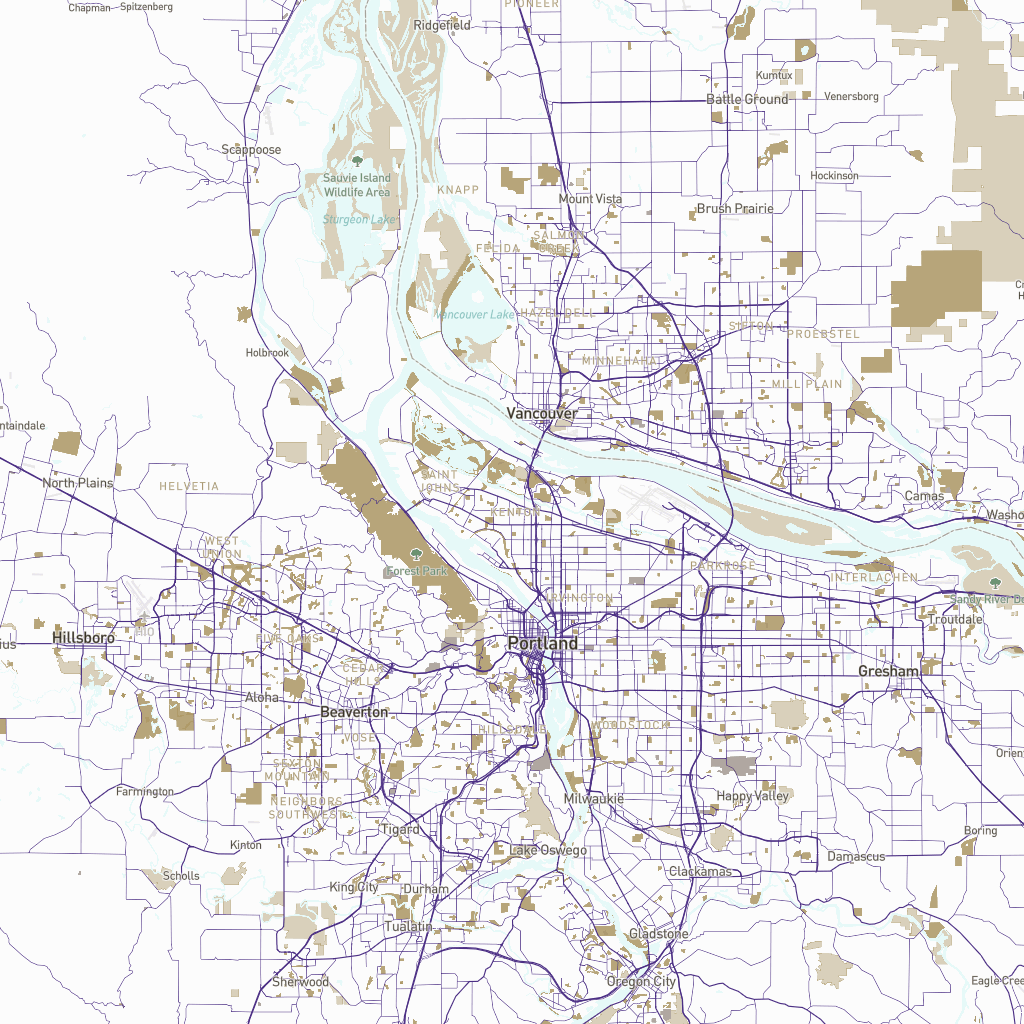 PIONEER
Chapman
Spitzenberg
Ridgefield
Kumtux
Battle Ground
Venersborg
Scappoose
Sauvie Island
Wildlife Area
KNAPP
Hockinson
Mount Vista
Brush Prairie
Sturgeon Lake
SALMON
CREEK
FELIDA
Vancouver Lake
HAZEL DELL
SIFTON
PROEBSTEL
Holbrook
MINNEHAHA
MILL PLAIN
Vancouver
ntaindale
North Plains
HELVETIA
SAINT
JOHNS
KENTON
Camas
Washo
WEST
UNION
Forest Park
PARKROSE
INTERLACHEN
IRVINGTON
Sandy River De
Troutdale
HIO
Hillsboro
FIVE OAKS
Portland
CEDAR
HILLS
Gresham
Aloha
Beaverton
VOSE
HILLSDALE
WOODSTOCK
Orient
SEXTON
MOUNTAIN
Farmington
NEIGHBORS
SOUTHWEST
Milwaukie
Happy Valley
Tigard
Boring
Kinton
Lake Oswego
Damascus
Scholls
King City
Durham
Clackamas
Tualatin
Gladstone
Sherwood
Oregon City
Eagle Cree